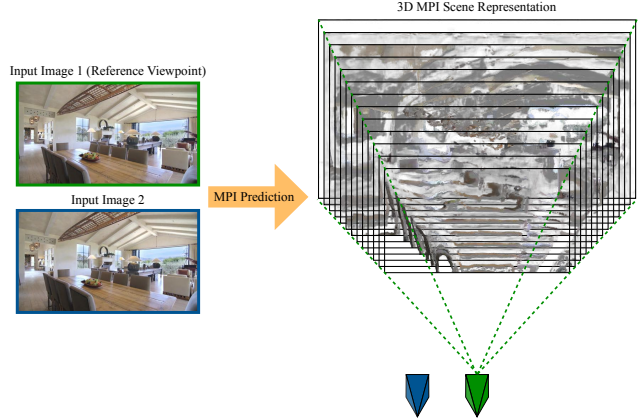 3D MPI Scene Representation
Input Image 1 (Reference Viewpoint)
MPI Prediction
Input Image 2